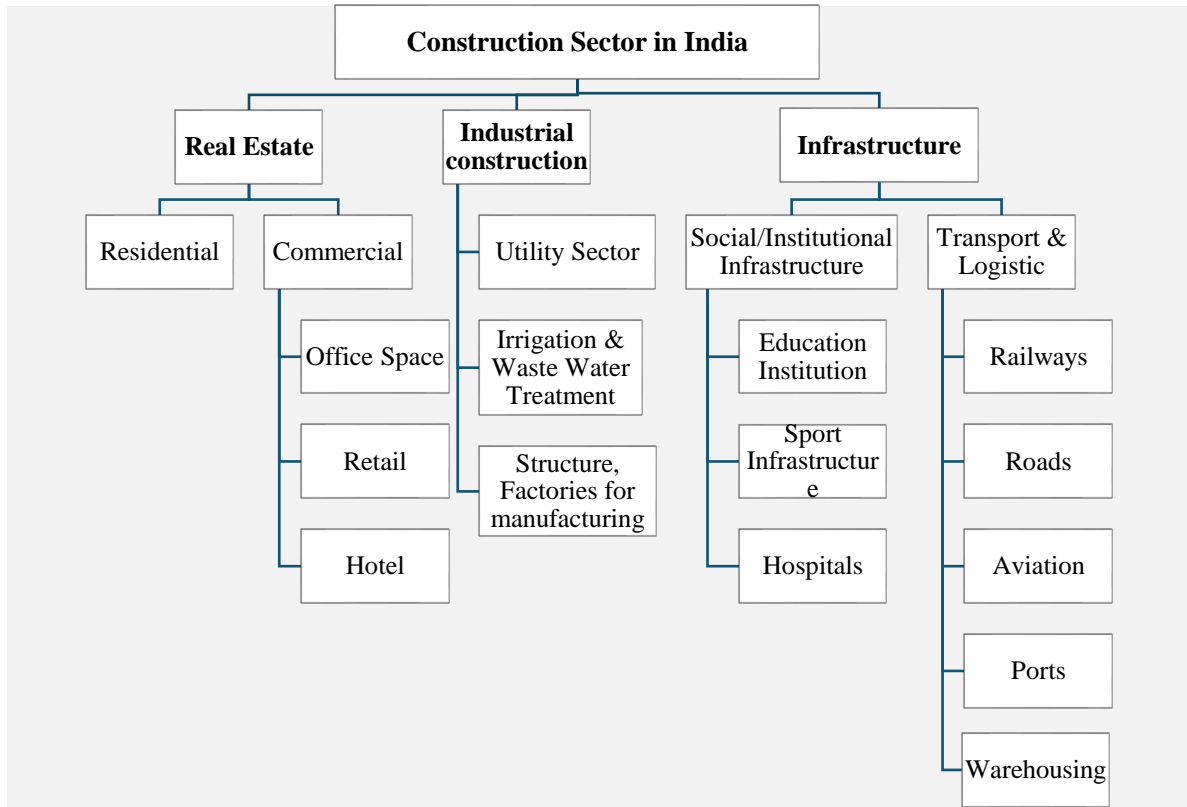 Construction Sector in India
Real Estate
Industrial
construction
Infrastructure
Residential
Commercial
Office Space
Retail
Hotel
Utility Sector
Irrigation &
Waste Water
Treatment
Structure,
Factories for
manufacturing
Social/Institutional
Infrastructure
Education
Institution
Sport
Infrastructur
e
Hospitals
Transport &
Logistic
Railways
Roads
Aviation
Ports
Warehousing